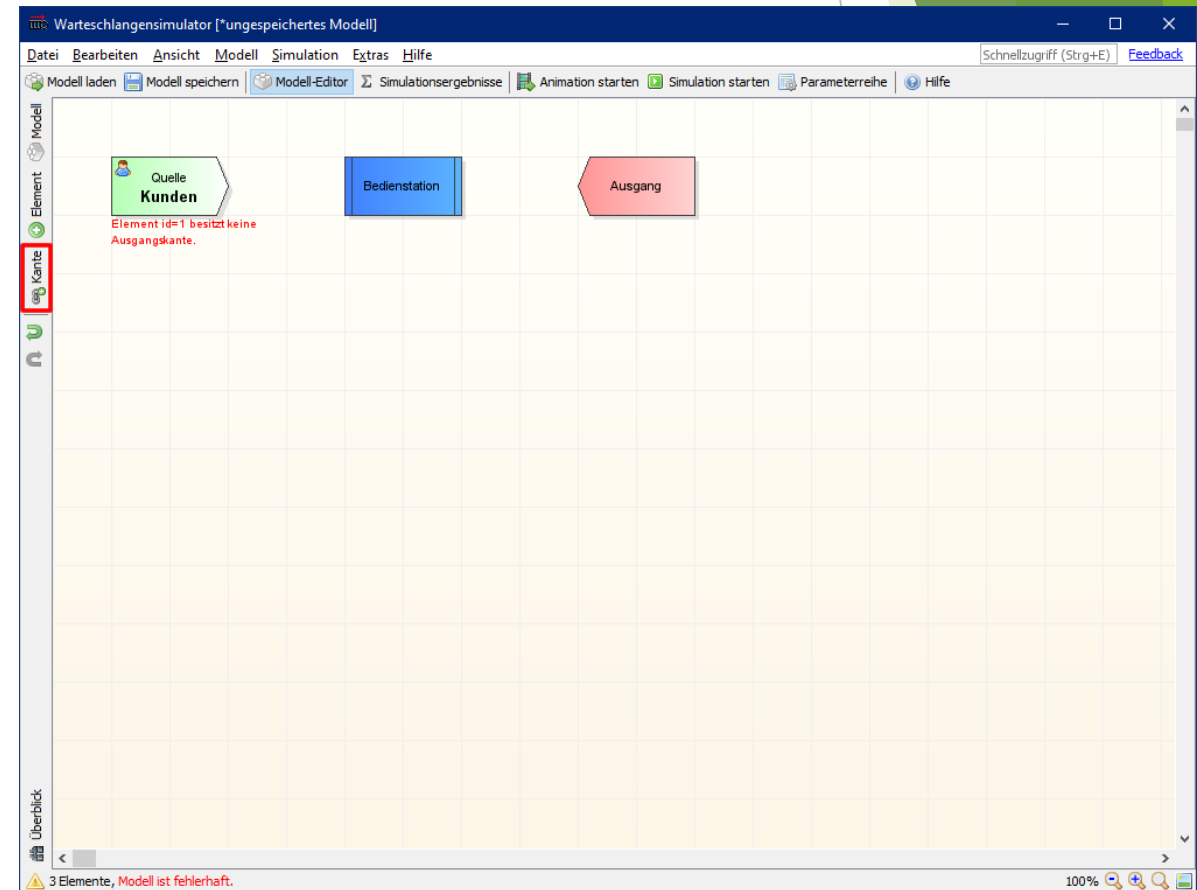 Warteschlangensimulator [*ungespeichertes Modell]
Datei Bearbeiten Ansicht Modell Simulation Extras Hilfe Schnellzugriff (Strg+E) Feedback
Modell laden Modell speichern Modell-Editor Σ Simulationsergebnisse Animation starten Simulation starten Parameterreihe Hilfe
Modell
Element
Kante
Überblick
Quelle
Kunden
Element id=1 besitzt keine
Ausgangskante.
Bedienstation
Ausgang
3 Elemente, Modell ist fehlerhaft. 100%